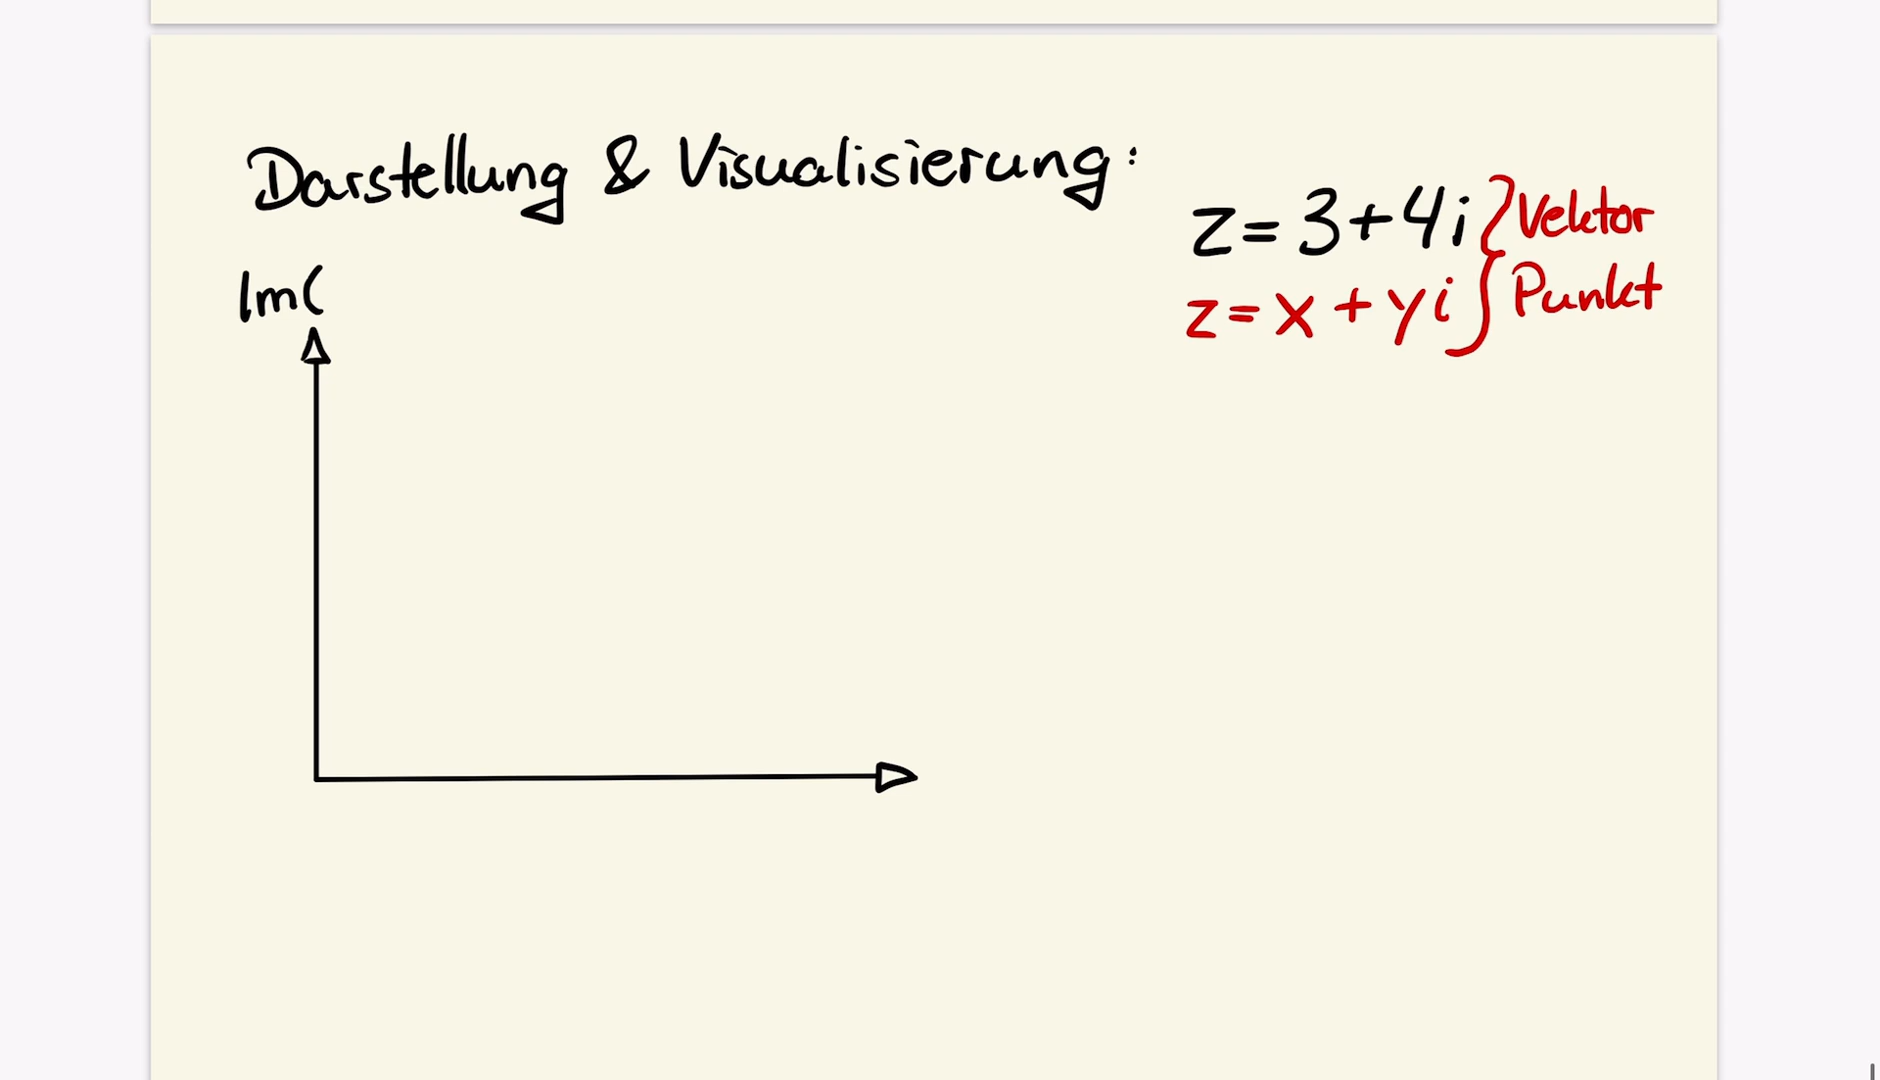 Darstellung & Visualisierung:
z = 3 + 4i } Vektor
z = x + yi } Punkt
Im(